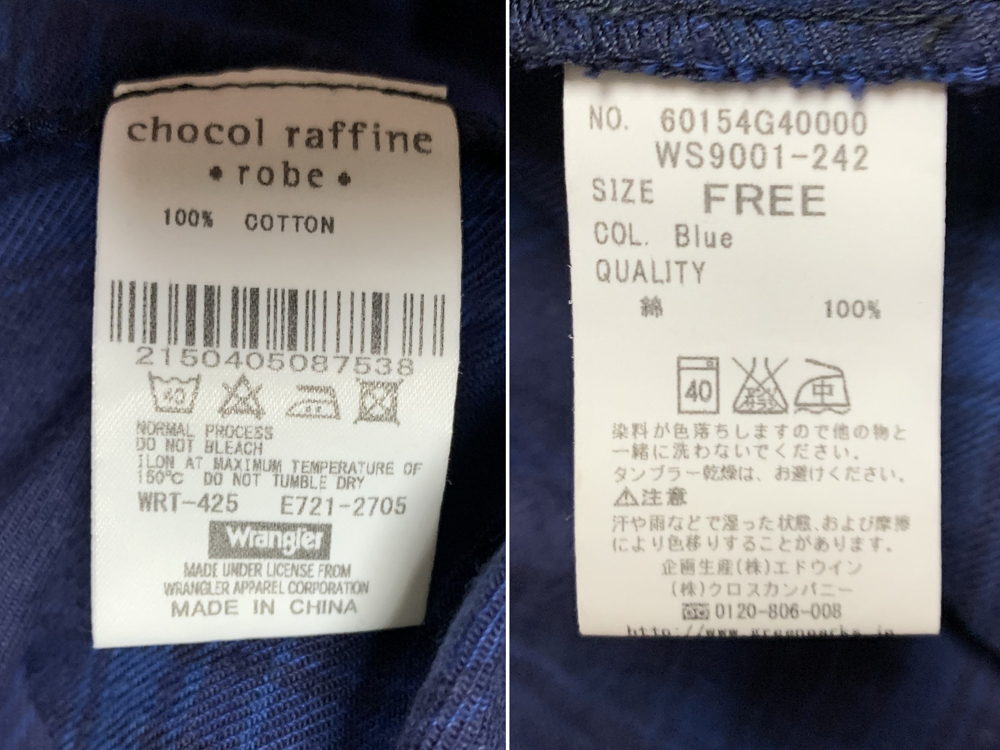 chocol raffine
• robe •
100% COTTON
2150405087538
40
NORMAL PROCESS
DO NOT BLEACH
ILON AT MAXIMUM TEMPERATURE OF
150℃ DO NOT TUMBLE DRY
WRT-425 E721-2705
Wrangler
MADE UNDER LICENSE FROM
WRANGLER APPAREL CORPORATION
MADE IN CHINA
NO. 60154G40000
WS9001-242
SIZE FREE
COL. Blue
QUALITY
綿 100%
40 中
染料が色落ちしますので他の物と
一緒に洗わないでください。
タンブラー乾燥は、お避けください。
⚠注意
汗や雨などで湿った状態、および摩擦
により色移りすることがあります。
企画生産(株)エドウイン
(株)クロスカンパニー
0120-806-008